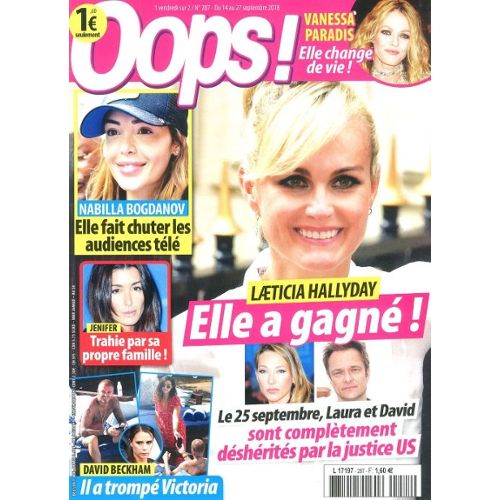 1€
,60
seulement
1 vendredi sur 2 / N° 287 - Du 14 au 27 septembre 2018
Oops!
VANESSA
PARADIS
Elle change
de vie !
NABILLA BOGDANOV
Elle fait chuter les
audiences télé
JENIFER
Trahie par sa
propre famille !
DAVID BECKHAM
Il a trompé Victoria
LÆTICIA HALLYDAY
Elle a gagné !
Le 25 septembre, Laura et David
sont complètement
déshérités par la justice US
L 17197 - 287 - F: 1,60 €